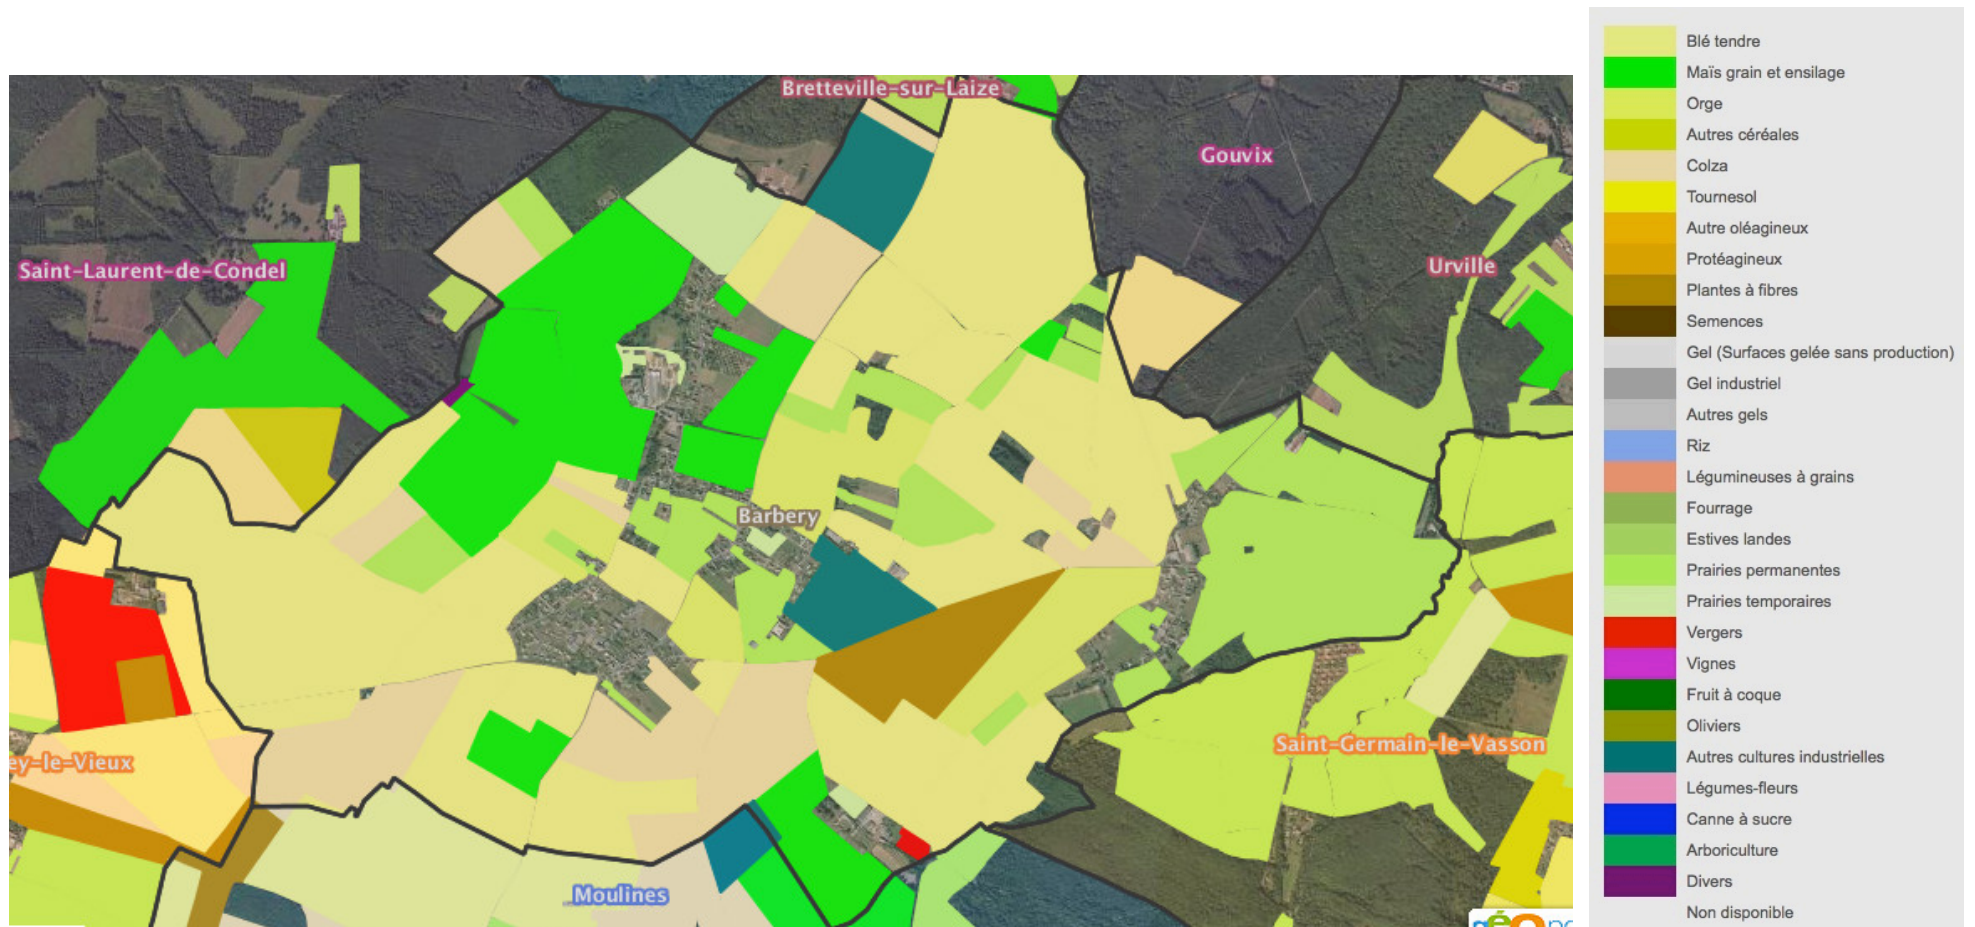 Bretteville-sur-Laize
Gouvix
Saint-Laurent-de-Condel
Urville
Barbery
ey-le-Vieux
Saint-Germain-le-Vasson
Moulines
géo
Blé tendre
Maïs grain et ensilage
Orge
Autres céréales
Colza
Tournesol
Autre oléagineux
Protéagineux
Plantes à fibres
Semences
Gel (Surfaces gelée sans production)
Gel industriel
Autres gels
Riz
Légumineuses à grains
Fourrage
Estives landes
Prairies permanentes
Prairies temporaires
Vergers
Vignes
Fruit à coque
Oliviers
Autres cultures industrielles
Légumes-fleurs
Canne à sucre
Arboriculture
Divers
Non disponible